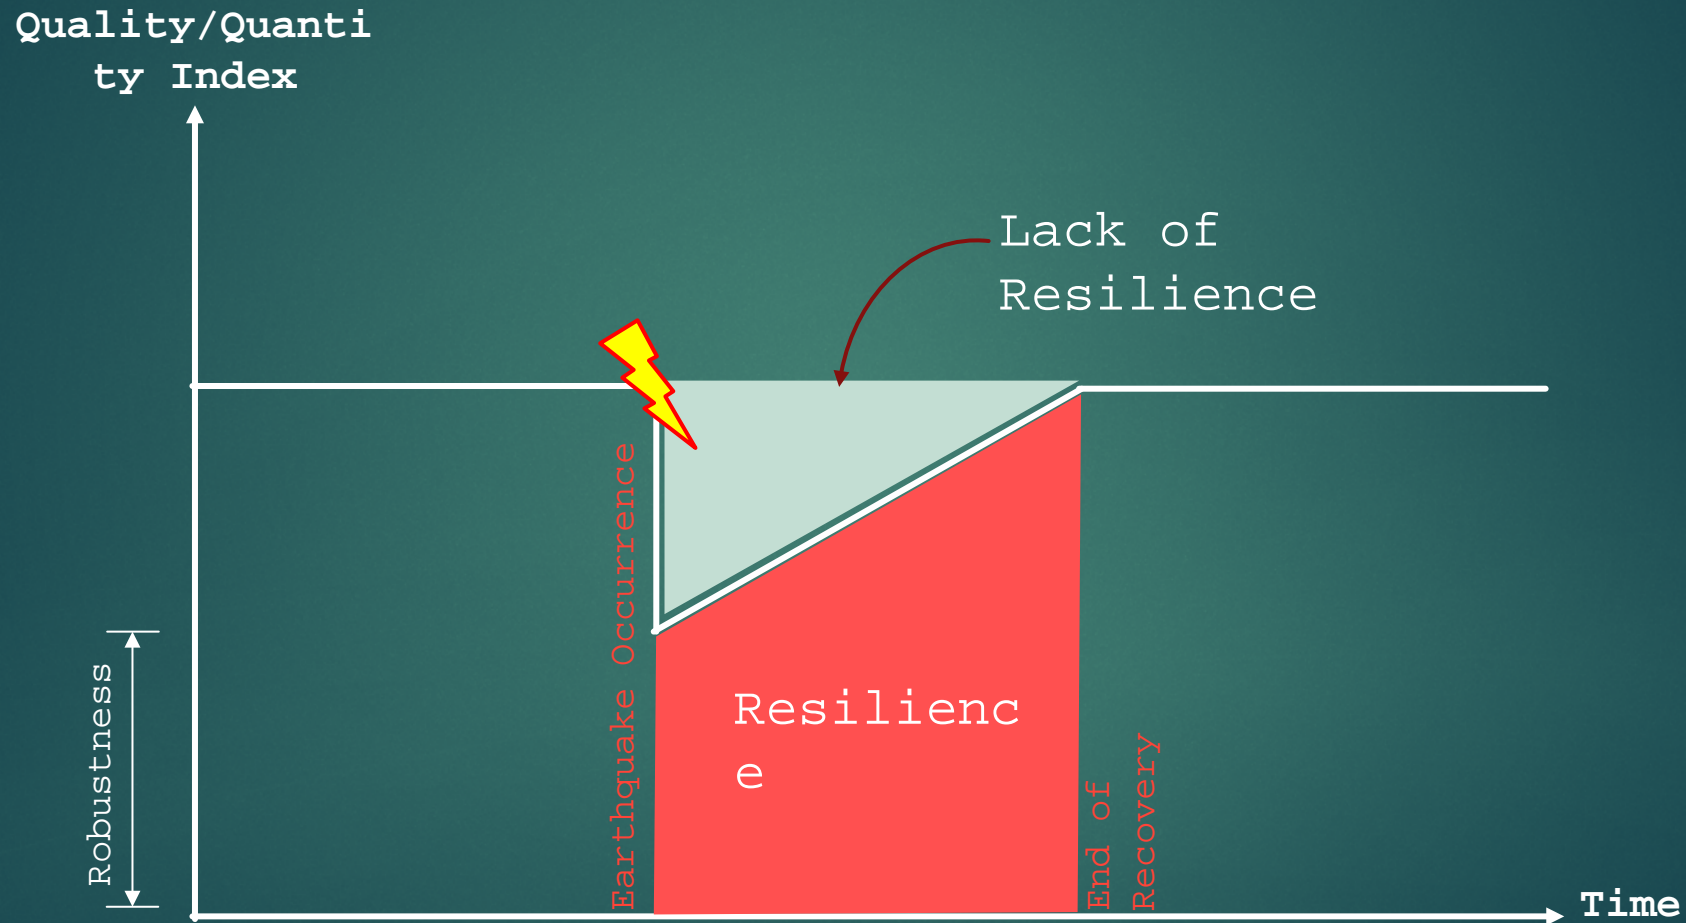 Quality/Quanti
ty Index
Lack of
Resilience
Earthquake Occurrence
Robustness
Resilienc
e
End of
Recovery
Time